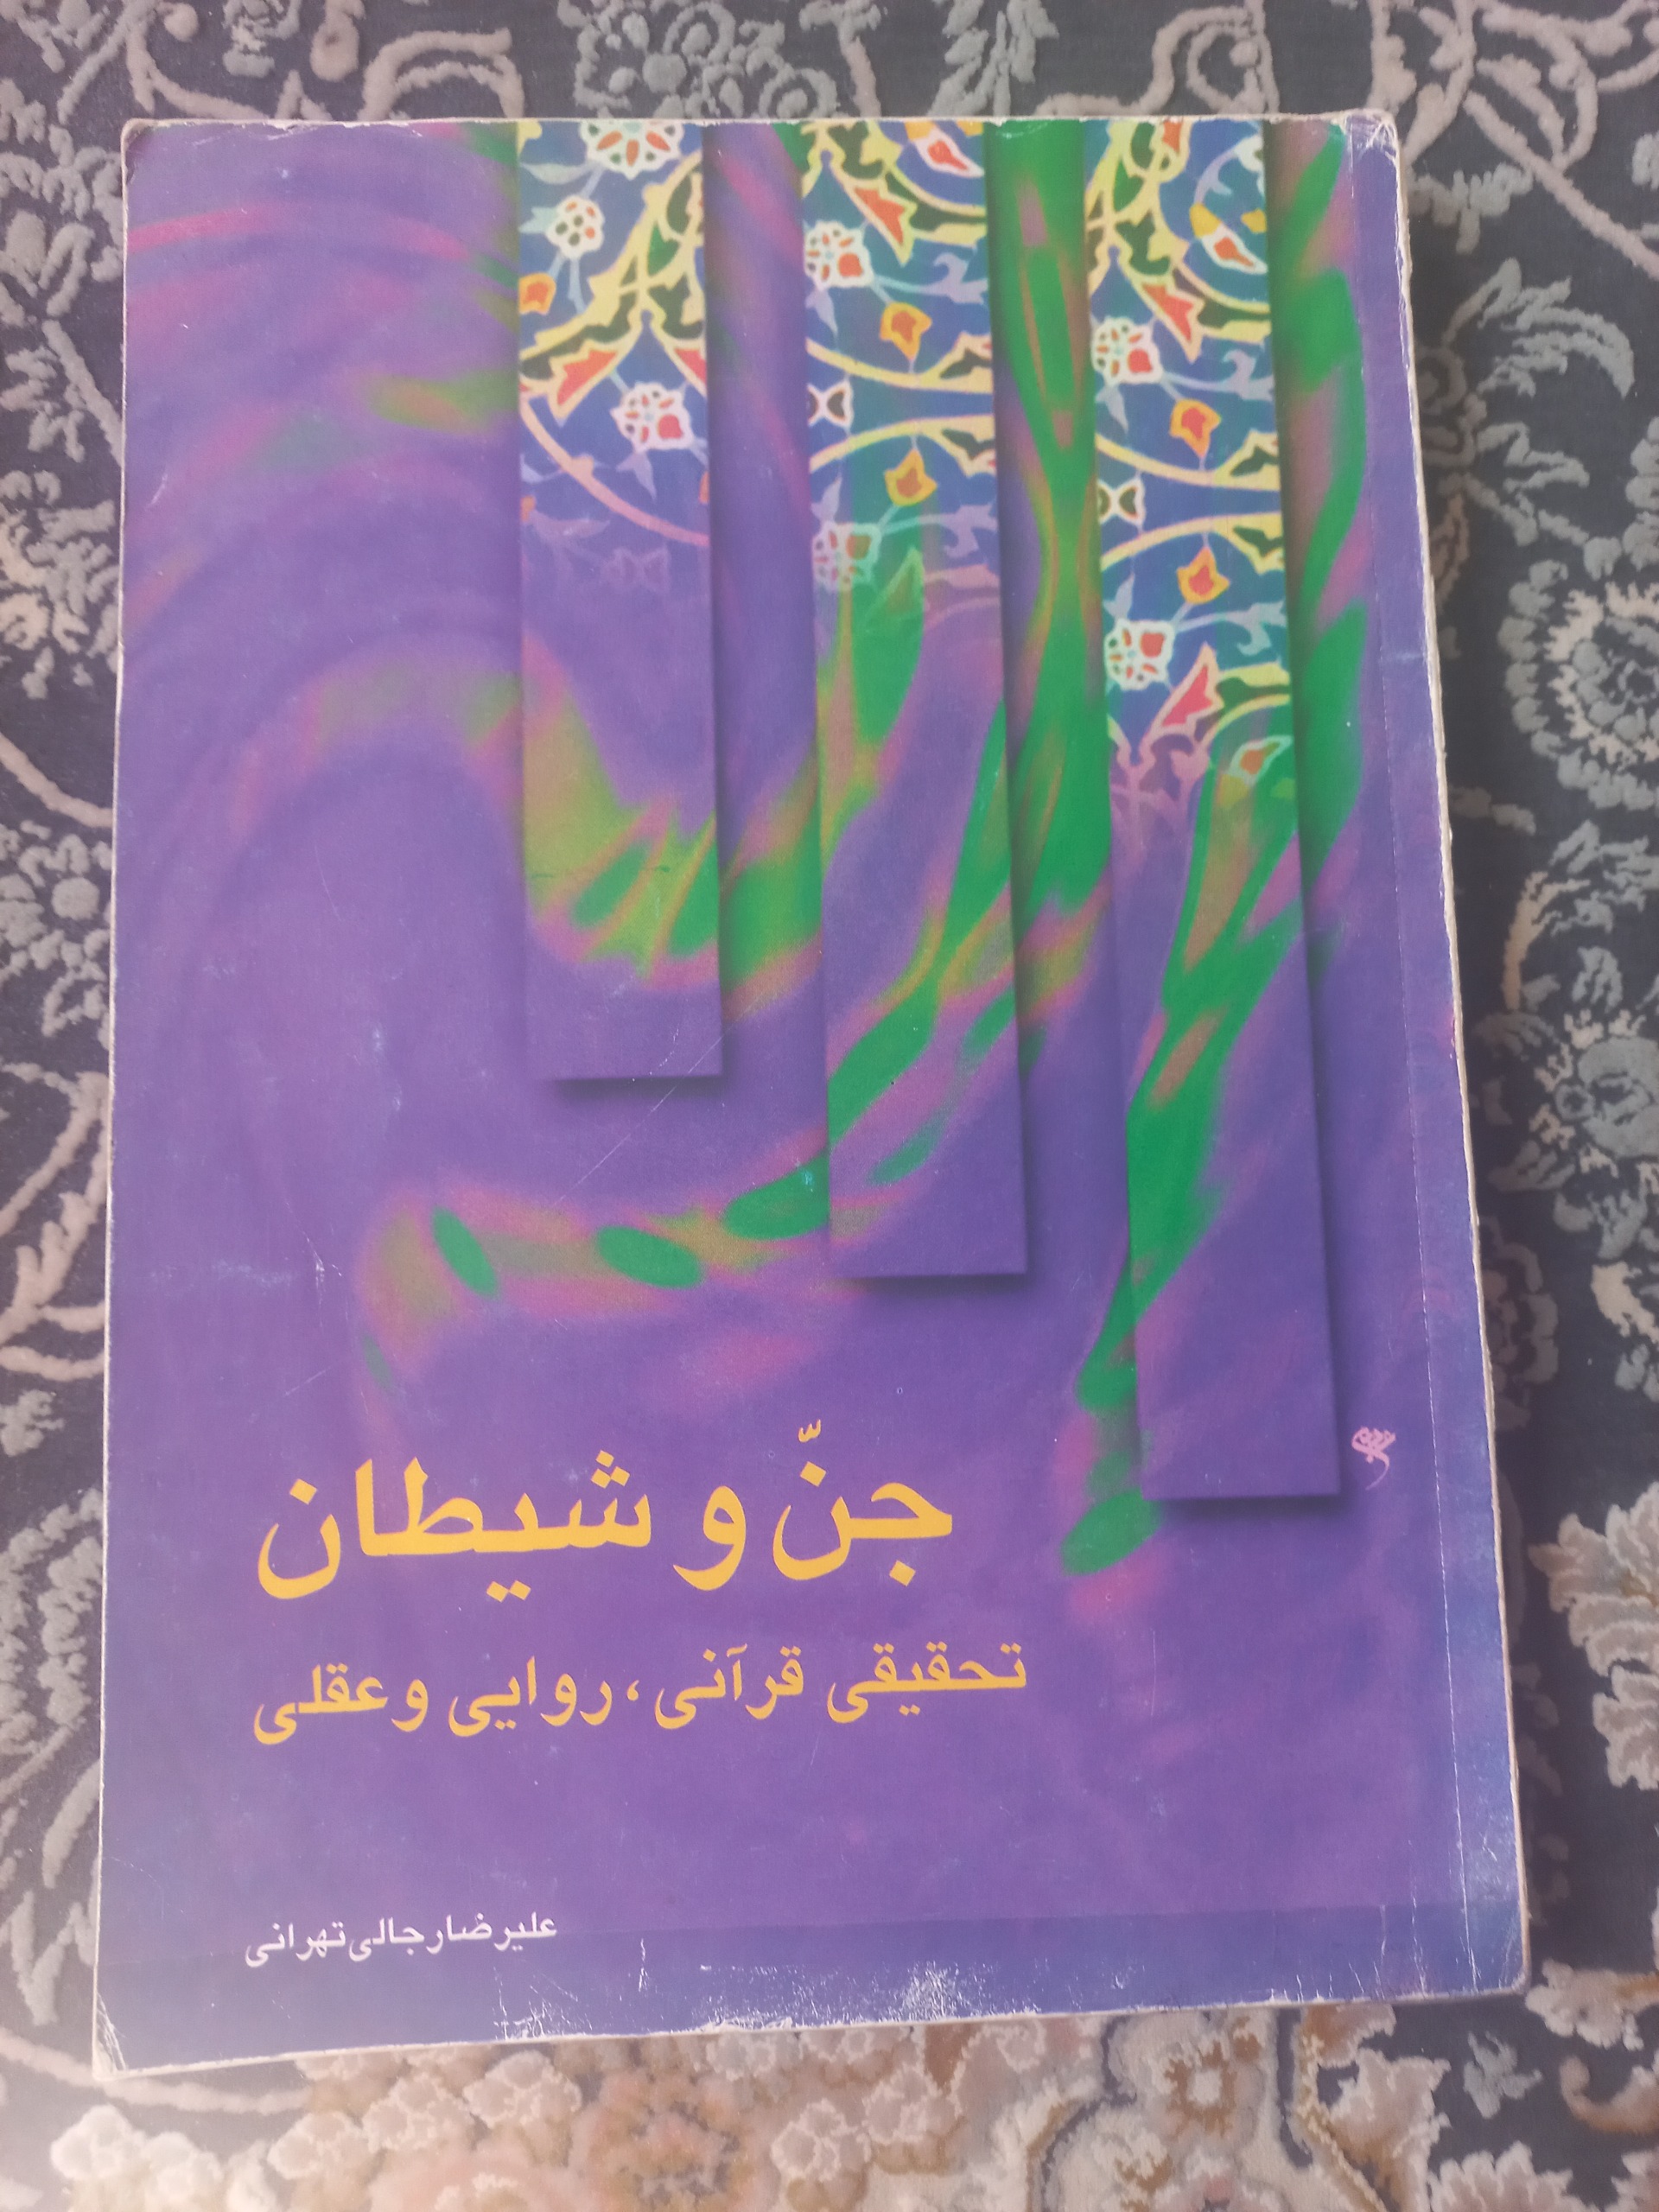 جنّ و شیطان
تحقیقی قرآنی، روایی و عقلی
علیرضا رجالی تهرانی